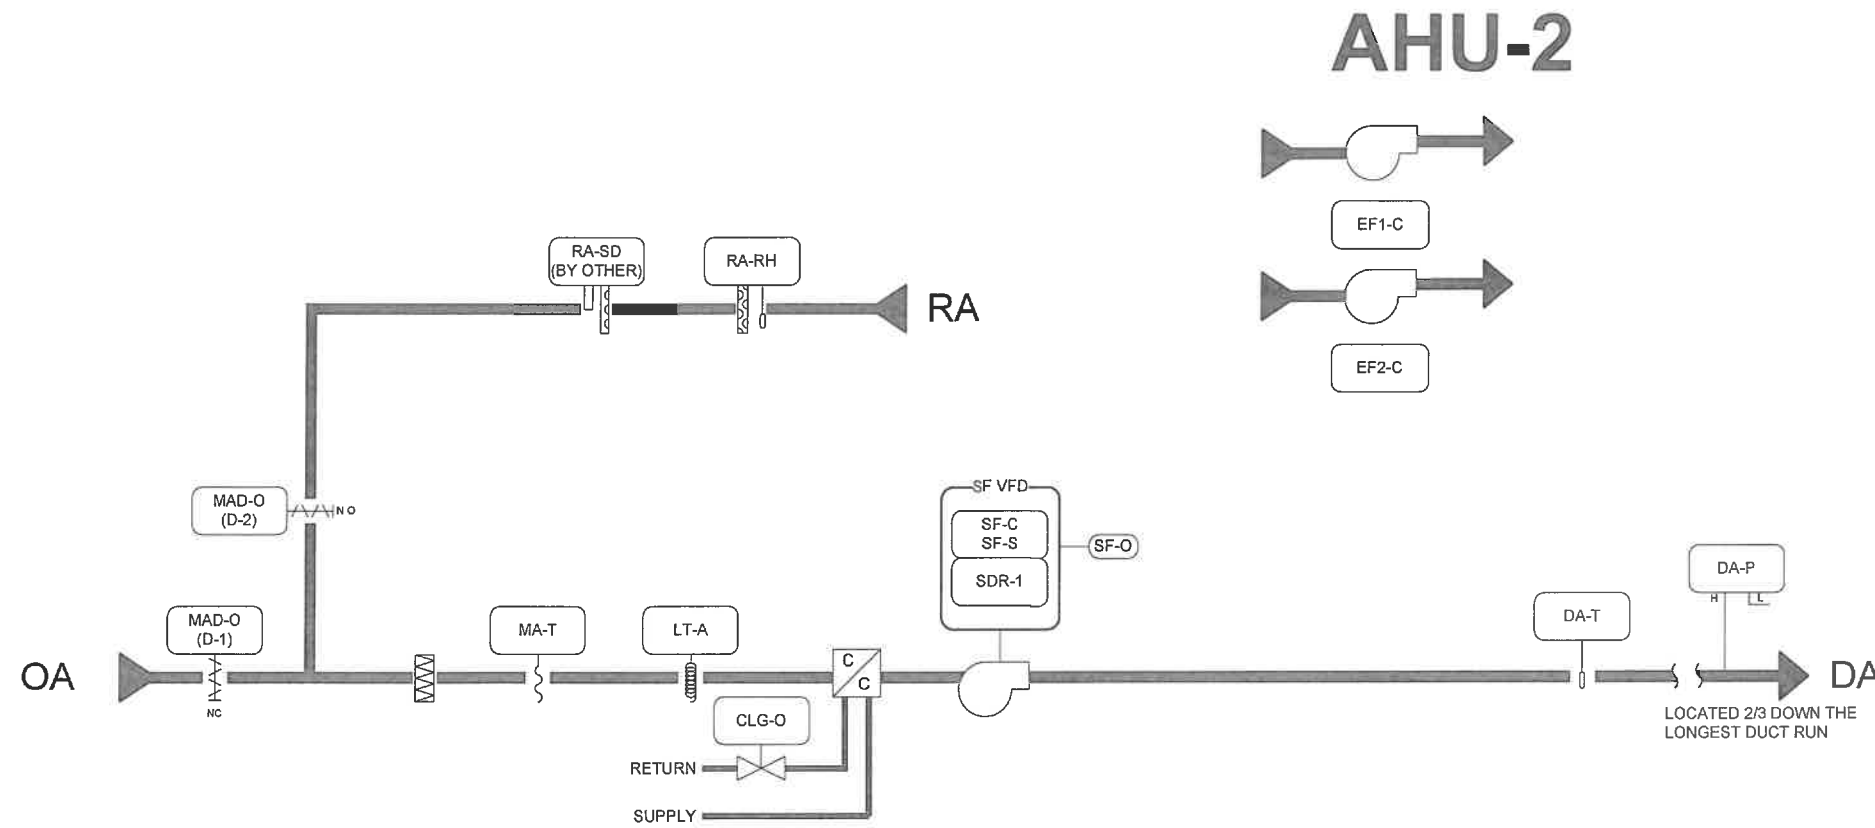 AHU-2
EF1-C
EF2-C
RA-SD
(BY OTHER)
RA-RH
RA
MAD-O
(D-2)
N O
SF VFD
SF-C
SF-S
SDR-1
SF-O
DA-P
H
L
MAD-O
(D-1)
NC
MA-T
LT-A
DA-T
OA
C
C
DA
LOCATED 2/3 DOWN THE
LONGEST DUCT RUN
CLG-O
RETURN
SUPPLY